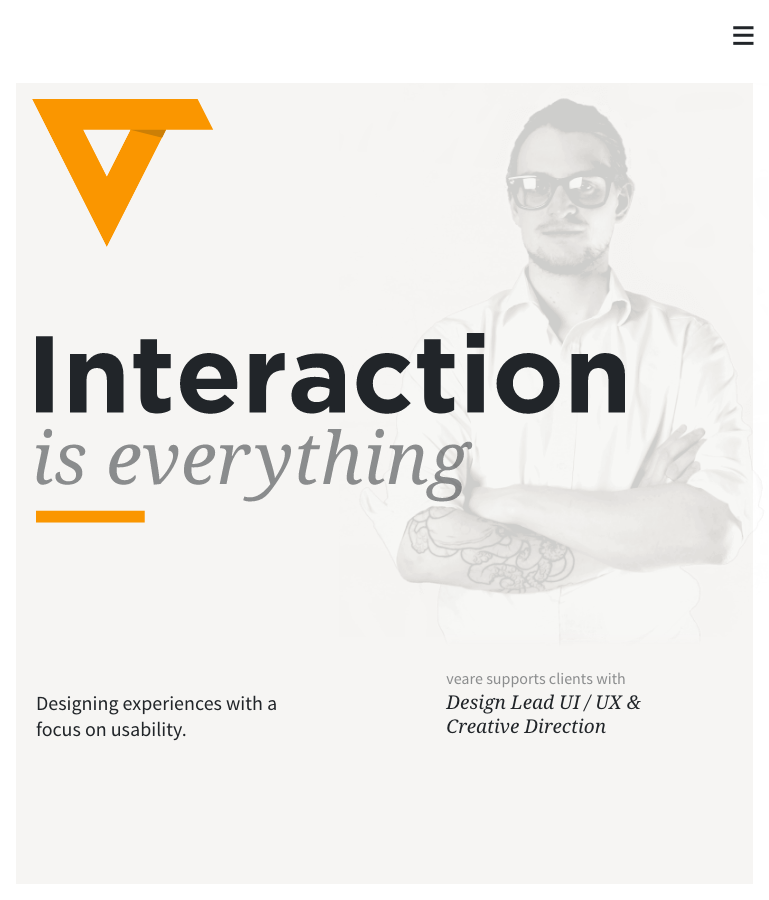 Interaction
is everything
Designing experiences with a
focus on usability.
veare supports clients with
Design Lead UI / UX &
Creative Direction